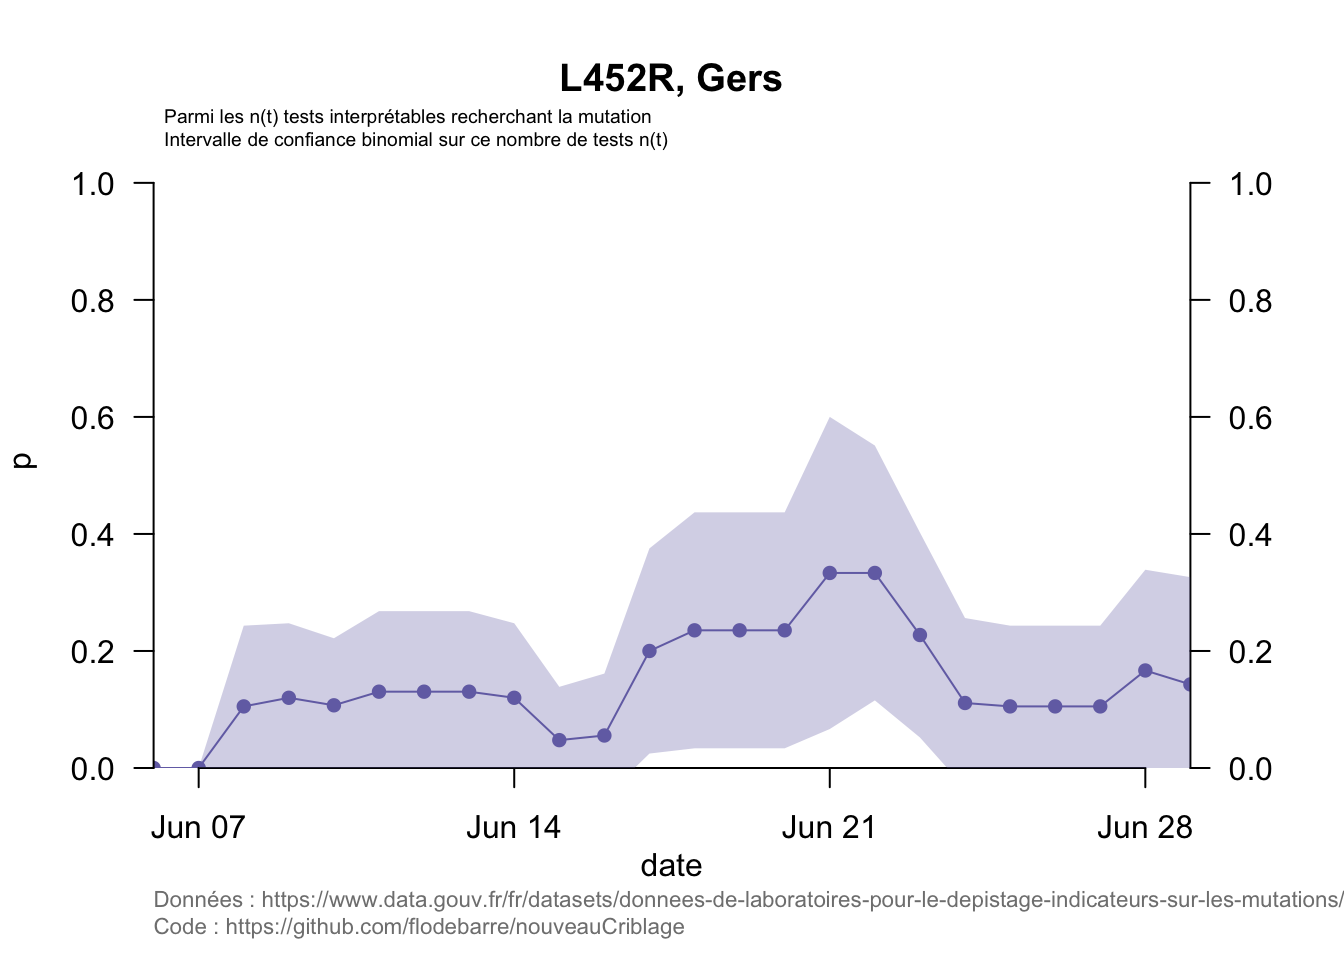 L452R, Gers
Parmi les n(t) tests interprétables recherchant la mutation
Intervalle de confiance binomial sur ce nombre de tests n(t)
1.0 1.0
0.8 0.8
0.6 0.6
p
0.4 0.4
0.2 0.2
0.0 0.0
Jun 07 Jun 14 Jun 21 Jun 28
date
Données : https://www.data.gouv.fr/fr/datasets/donnees-de-laboratoires-pour-le-depistage-indicateurs-sur-les-mutations/
Code : https://github.com/flodebarre/nouveauCriblage